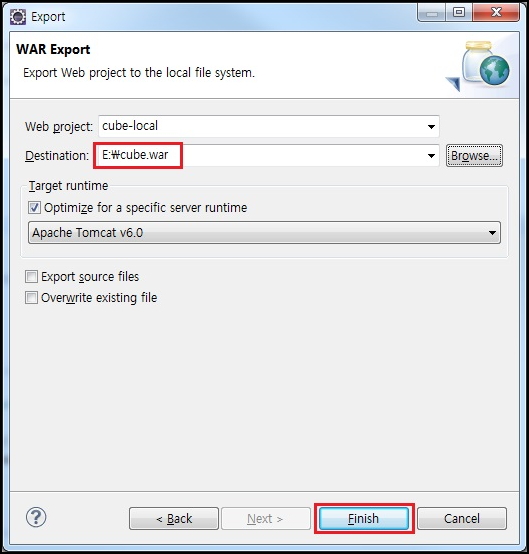 Export
WAR Export
Export Web project to the local file system.
Web project: cube-local
Destination: E:₩cube.war Browse...
Target runtime
Optimize for a specific server runtime
Apache Tomcat v6.0
Export source files
Overwrite existing file
? < Back Next > Finish Cancel